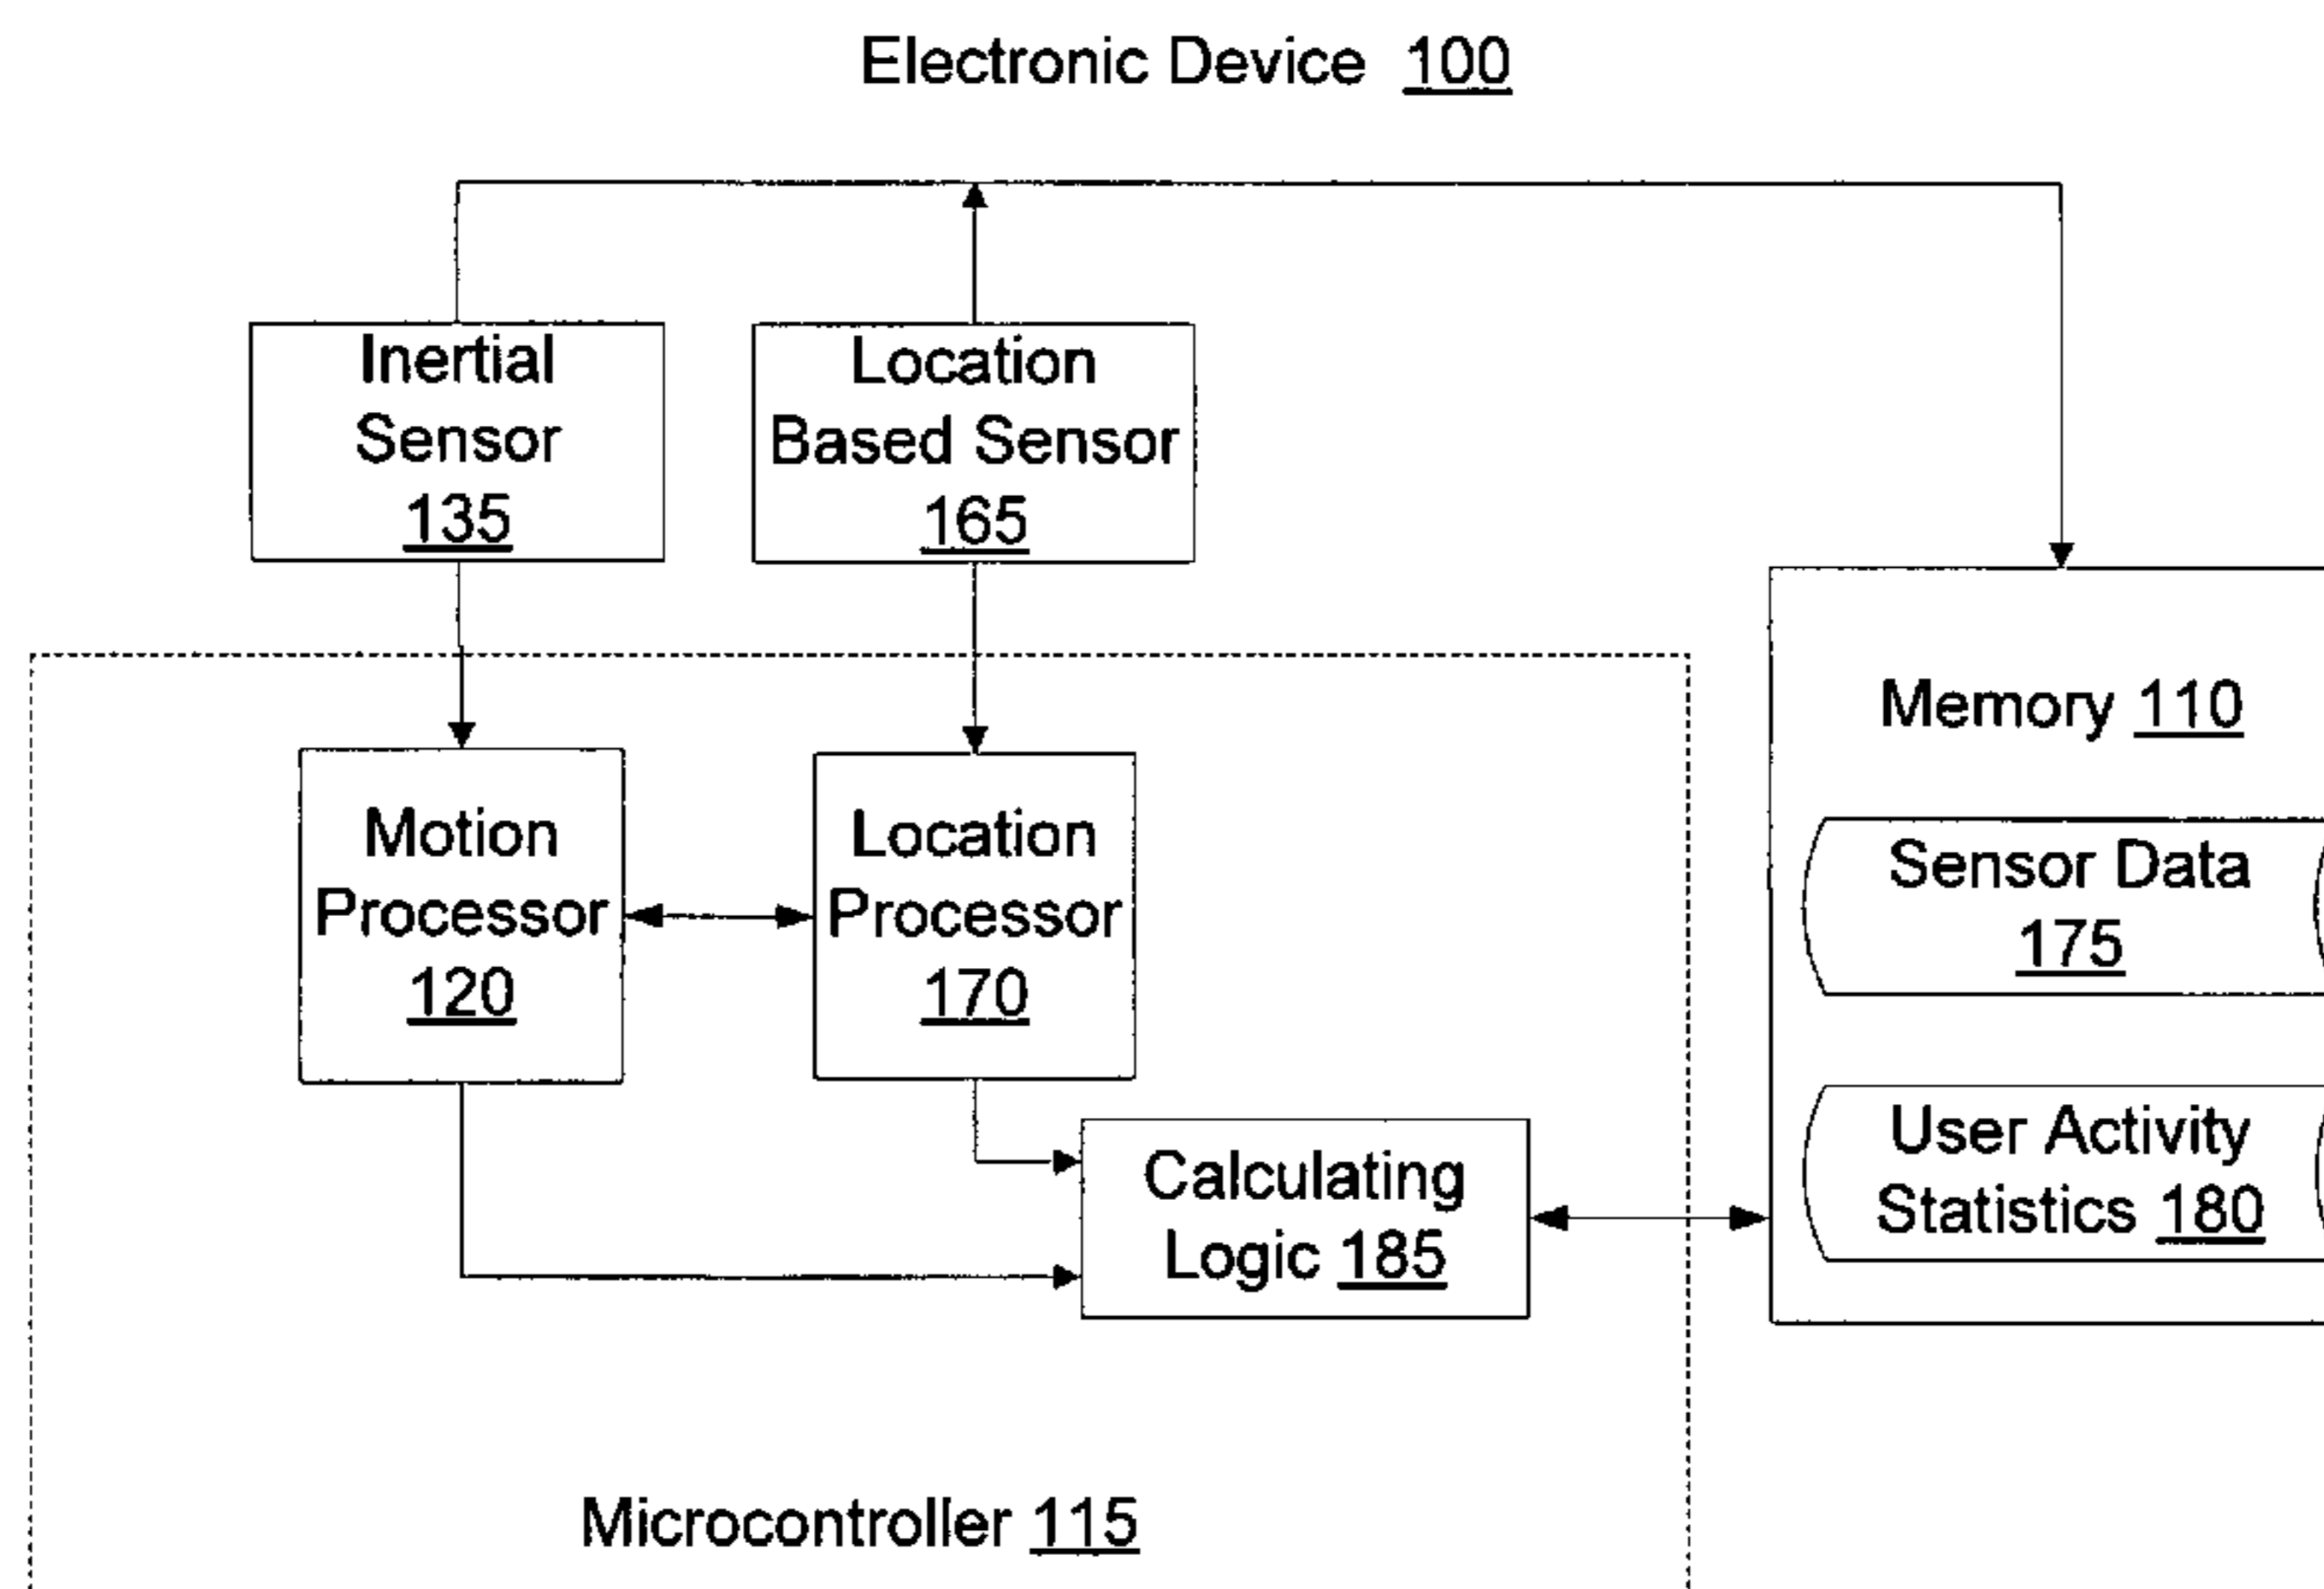 Electronic Device 100
Inertial
Sensor
135
Location
Based Sensor
165
Memory 110
Motion
Processor
120
Location
Processor
170
Sensor Data
175
User Activity
Statistics 180
Calculating
Logic 185
Microcontroller 115